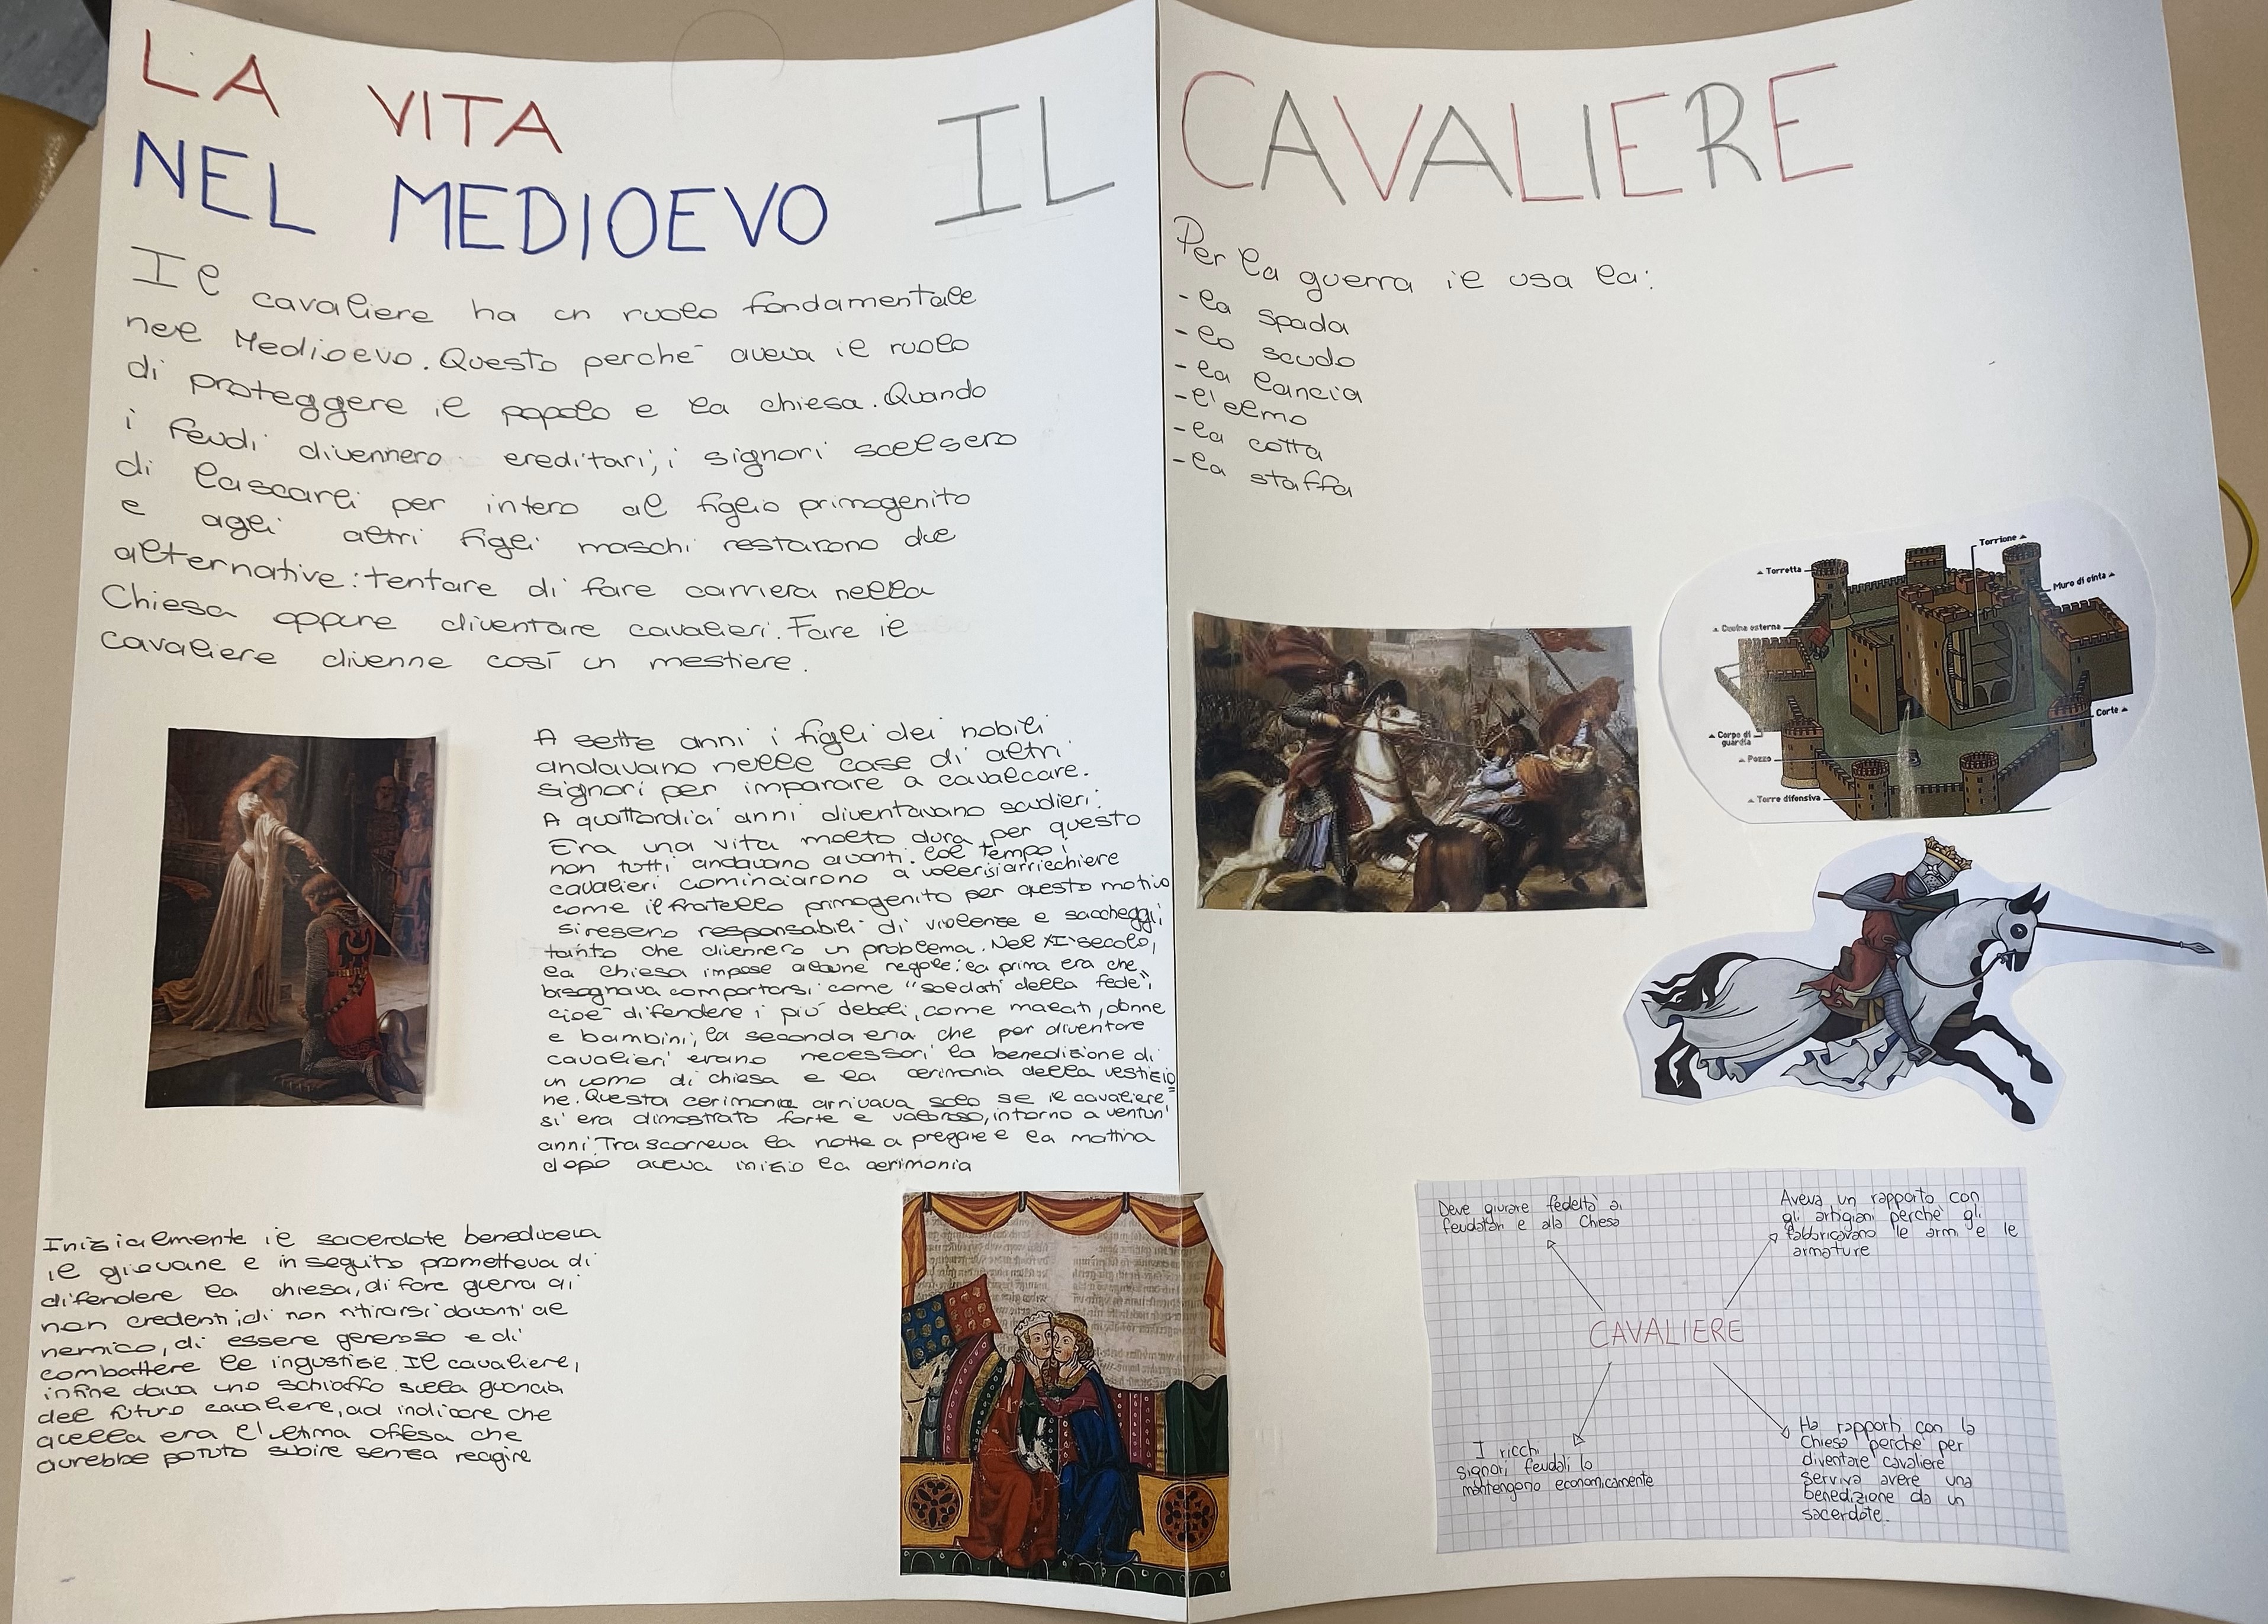 LA VITA
NEL MEDIOEVO
IL CAVALIERE
Il cavaliere ha un ruolo fondamentale
nel Medioevo. Questo perchè aveva il ruolo
di proteggere il popolo e la chiesa. Quando
i feudi divennero ereditari, i signori scelsero
di lasciarli per intero al figlio primogenito
e agli altri figli maschi restarono due
alternative: tentare di fare carriera nella
Chiesa oppure diventare cavalieri. Fare il
cavaliere divenne così un mestiere.
A sette anni i figli dei nobili
andavano nelle case di altri
signori per imparare a cavalcare.
A quattordici anni diventavano scudieri.
Era una vita molto dura per questo
non tutti andavano avanti. Col tempo i
cavalieri cominciarono a volersi arricchiere
come il fratello primogenito per questo motivo
si resero responsabili di violenze e saccheggi,
tanto che divennero un problema. Nel XI secolo,
la chiesa impose alcune regole: la prima era che
bisognava comportarsi come "soldati della fede",
cioè difendere i più deboli, come malati, donne
e bambini; la seconda era che per diventare
cavalieri erano necessari la benedizione di
un uomo di chiesa e la cerimonia della vestizio
ne. Questa cerimonia arrivava solo se il cavaliere
si era dimostrato forte e valoroso, intorno a ventun'
anni. Trascorreva la notte a pregare e la mattina
dopo aveva inizio la cerimonia
Inizialmente il sacerdote benediceva
il giovane e in seguito prometteva di
difendere la chiesa, di fare guerra ai
non credenti, di non ritirarsi davanti al
nemico, di essere generoso e di
combattere le ingustizie. Il cavaliere,
infine dava uno schiaffo sulla guancia
del futuro cavaliere, ad indicare che
quella era l'ultima offesa che
avrebbe potuto subire senza reagire
Per la guerra il usa la:
- la spada
- lo scudo
- la lancia
- l'elmo
- la cotta
- la staffa
Torrione
Torretta
Muro di cinta
Cucina esterna
Corte
Corpo di
guardia
Pozzo
Torre difensiva
Deve giurare fedeltà ai
feudatari e alla Chiesa
Aveva un rapporto con
gli artigiani perchè gli
fabbricavano le armi e le
armature
CAVALIERE
I ricchi
signori feudali lo
mantengono economicamente
Ha rapporti con la
Chiesa perchè per
diventare cavaliere
serviva avere una
benedizione da un
sacerdote.